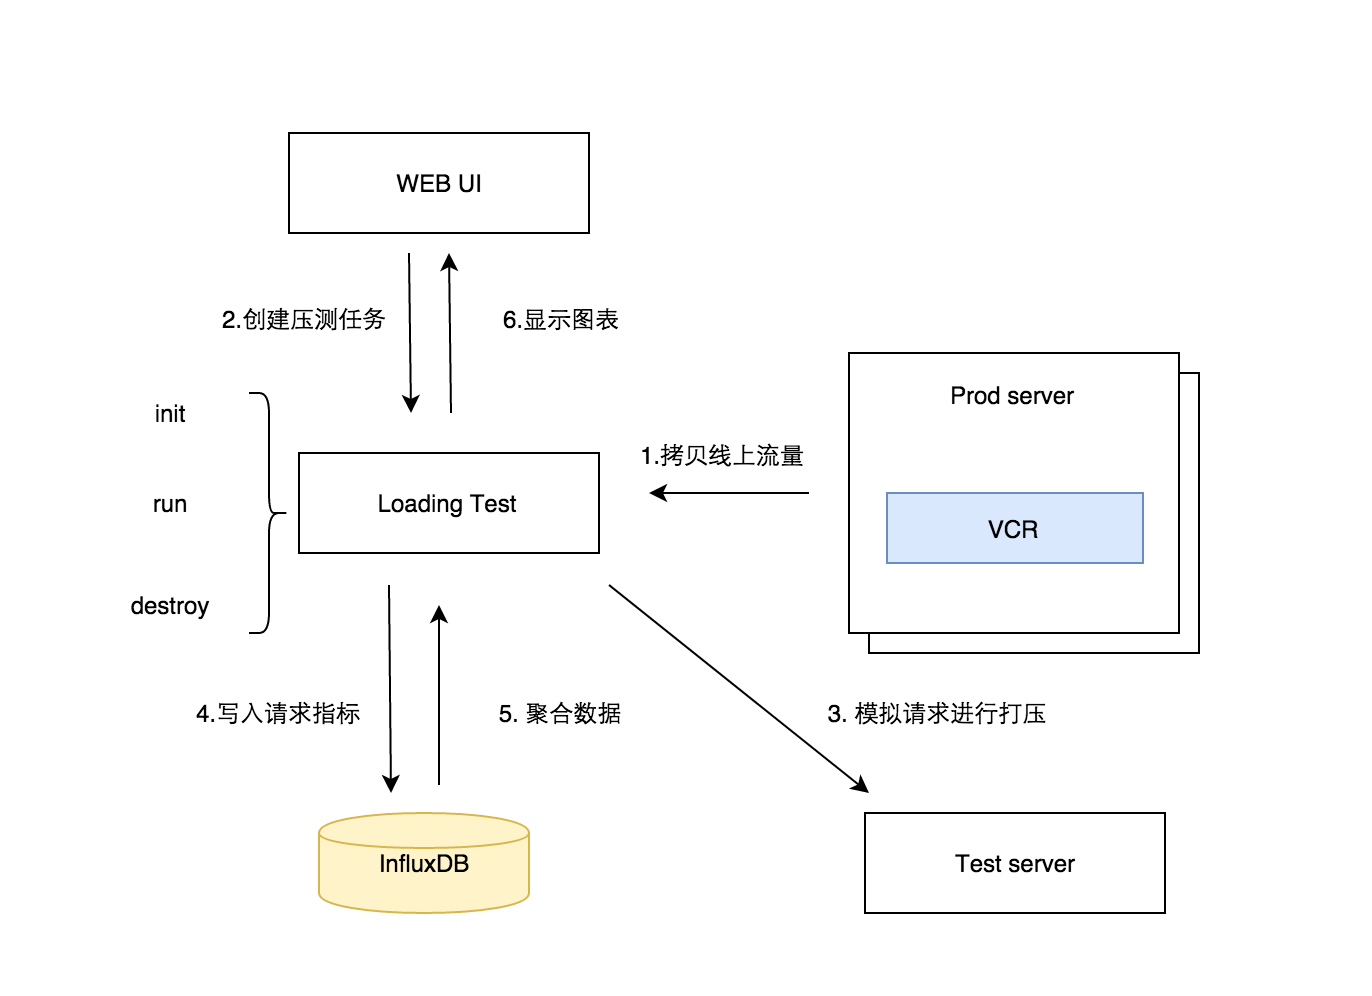 WEB UI
2.创建压测任务
6.显示图表
Prod server
init
1.拷贝线上流量
run
Loading Test
VCR
destroy
4.写入请求指标
5. 聚合数据
3. 模拟请求进行打压
InfluxDB
Test server